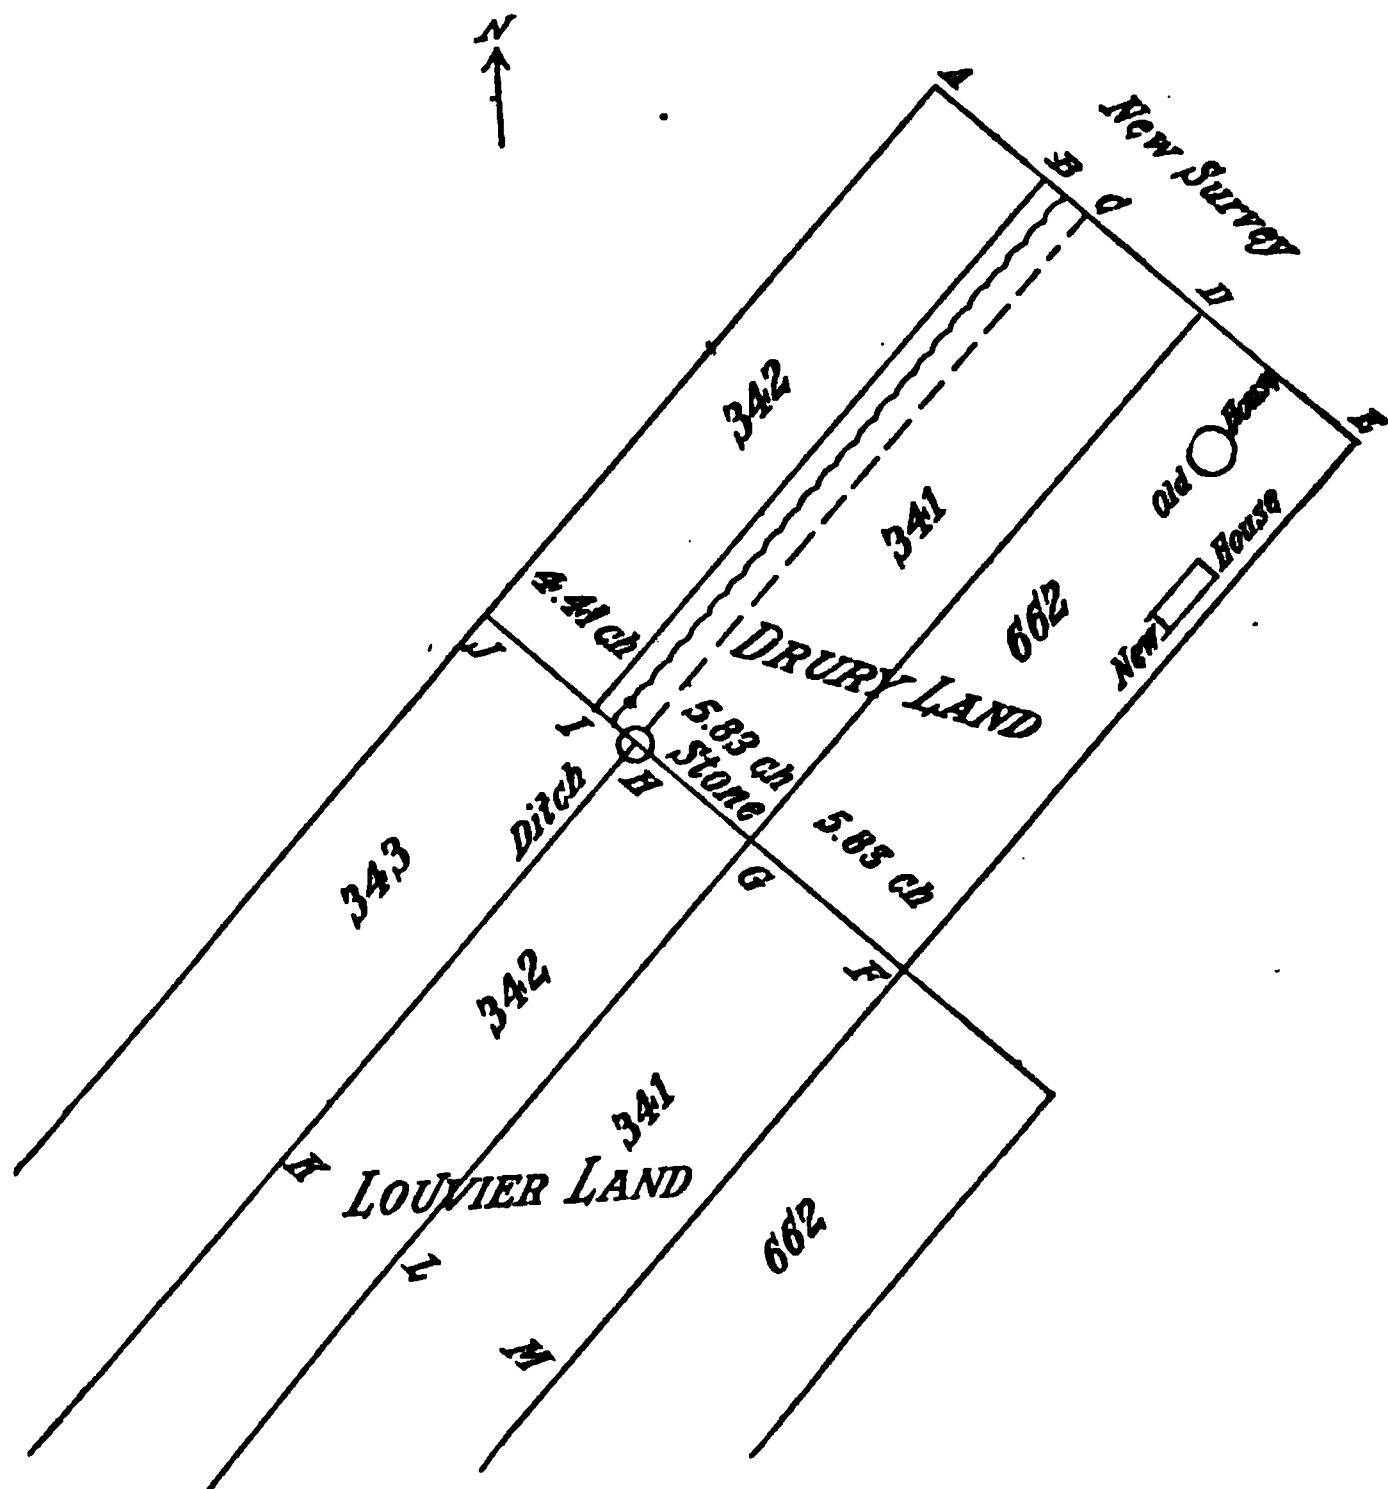 N
A
New Survey
B
C
D
E
342
Old House
341
New House
662
4.41 ch
DRURY LAND
J
I
5.83 ch
Stone
H
Ditch
5.83 ch
G
343
F
342
341
K
LOUVIER LAND
662
L
M